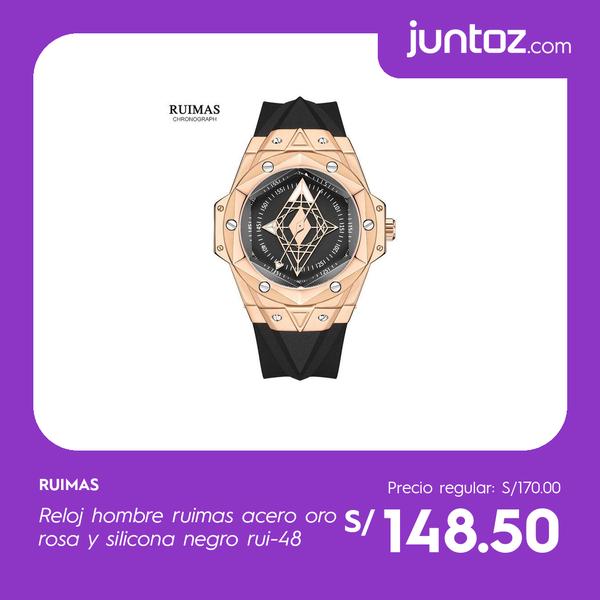 juntoz.com
RUIMAS
CHRONOGRAPH
RUIMAS
Reloj hombre ruimas acero oro
rosa y silicona negro rui-48
Precio regular: S/170.00
S/148.50